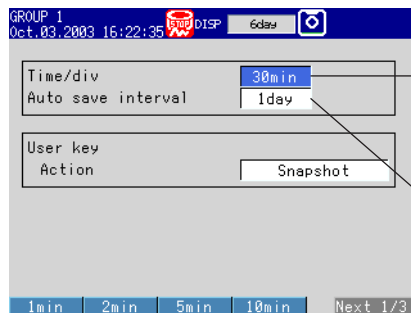 GROUP 1
Oct.03.2003 16:22:35 STOP DISP 6day
Time/div 30min
Auto save interval 1day
User key
Action Snapshot
1min 2min 5min 10min Next 1/3